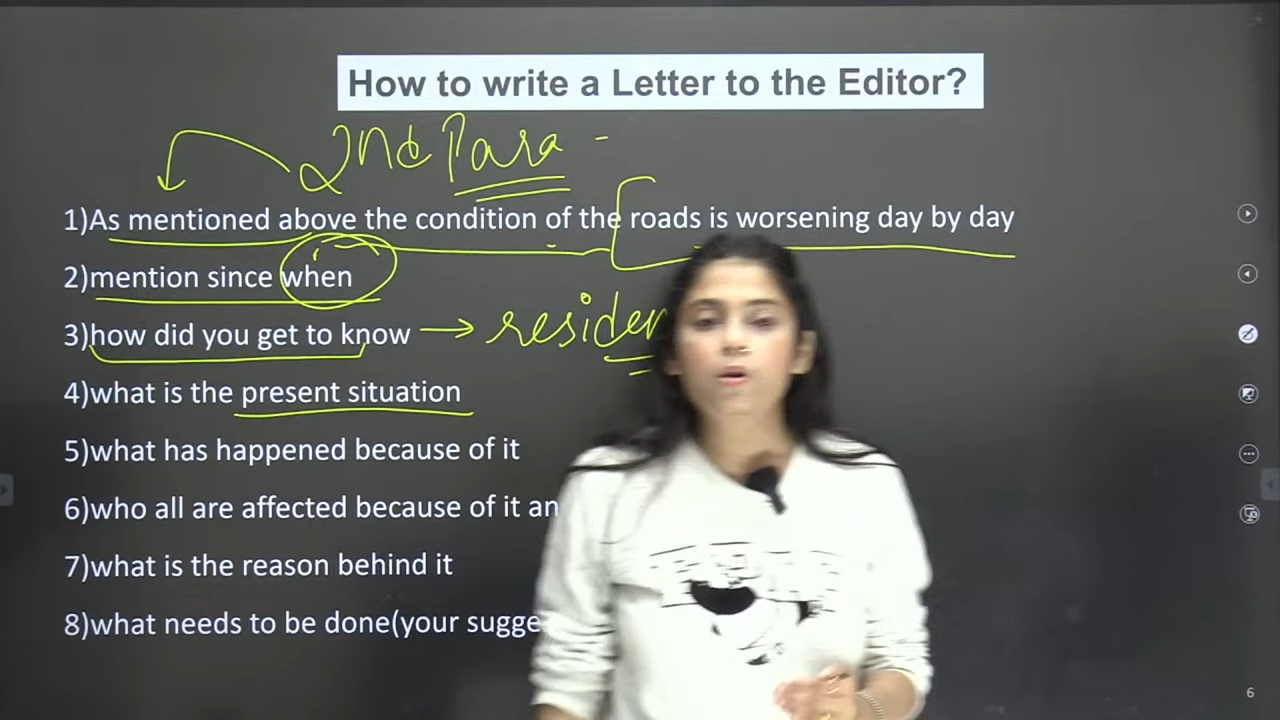 How to write a Letter to the Editor?
2nd Para -
1)As mentioned above the condition of the roads is worsening day by day
2)mention since when
3)how did you get to know → residen
4)what is the present situation
5)what has happened because of it
6)who all are affected because of it an
7)what is the reason behind it
8)what needs to be done(your sugge
6